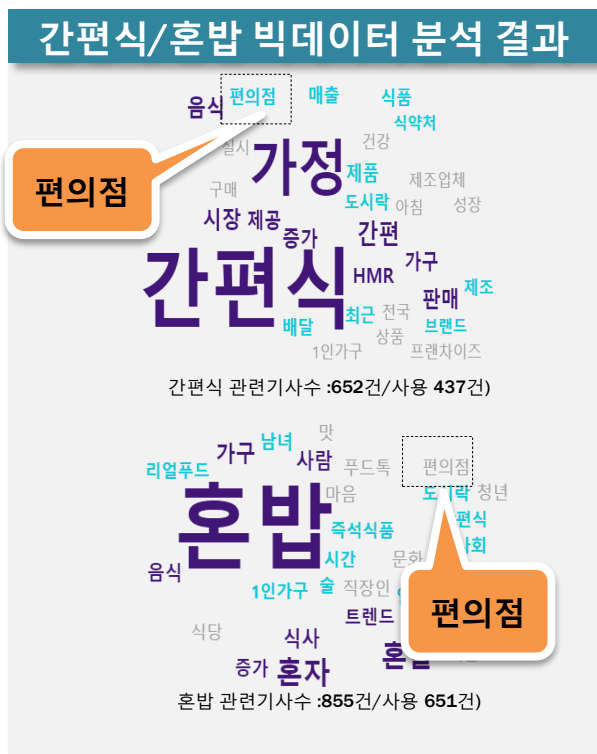 간편식/혼밥 빅데이터 분석 결과
음식 편의점 매출 식품
식약처
실시 가정 건강
편의점
구매 제품 제조업체
도시락 아침 성장
시장 제공 증가 간편
간편식 HMR 가구
판매 제조
배달 최근 전국
상품 브랜드
1인가구 프랜차이즈
간편식 관련기사수 :652건/사용 437건)
맛
가구 남녀 사람
리얼푸드 푸드톡 편의점
혼밥 마음 도시락 청년
즉석식품
음식 시간 문화
1인가구 술 직장인
편의점
트렌드
식당 식사
증가 혼자
혼관 관련기사수 :855건/사용 651건)